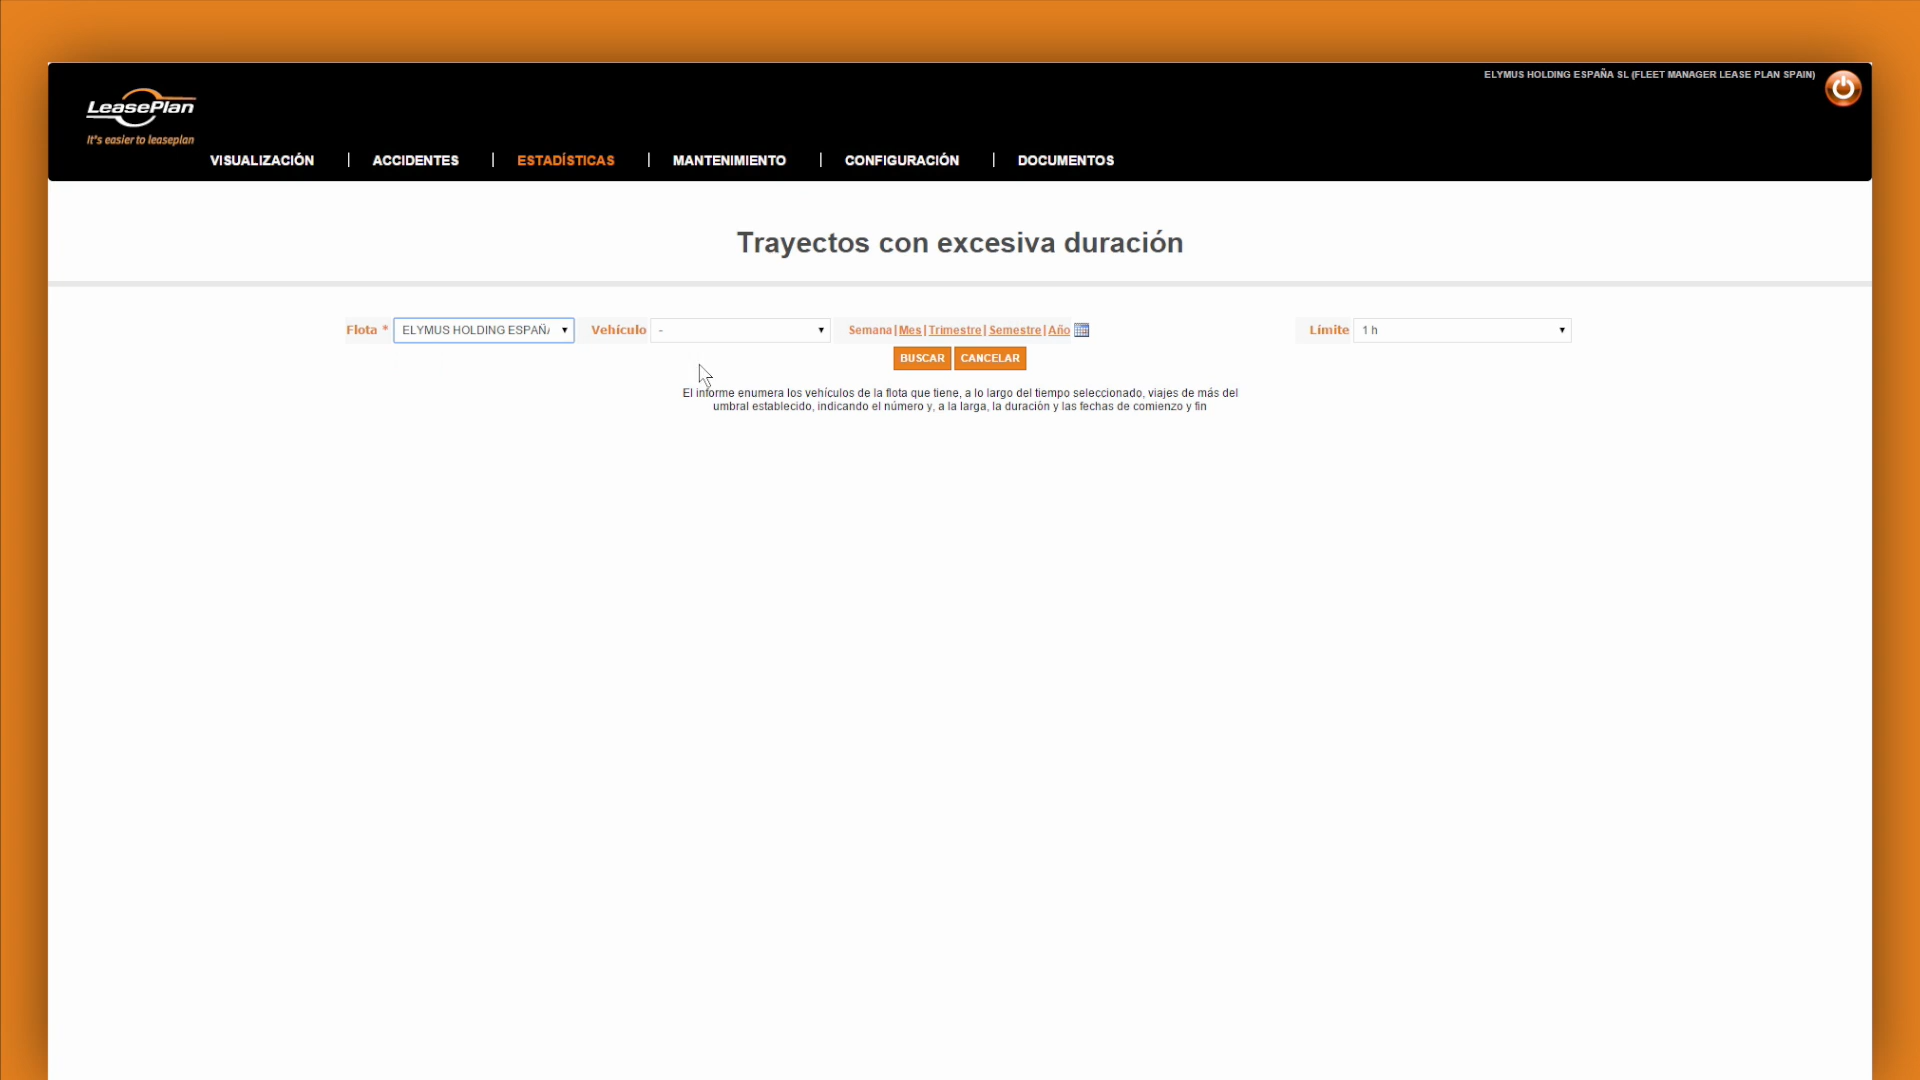 ELYMUS HOLDING ESPAÑA SL (FLEET MANAGER LEASE PLAN SPAIN)
LeasePlan
It's easier to leaseplan
VISUALIZACIÓN | ACCIDENTES | ESTADÍSTICAS | MANTENIMIENTO | CONFIGURACIÓN | DOCUMENTOS
Trayectos con excesiva duración
Flota * ELYMUS HOLDING ESPAÑA Vehículo - Semana | Mes | Trimestre | Semestre | Año Límite 1 h
BUSCAR CANCELAR
El informe enumera los vehículos de la flota que tiene, a lo largo del tiempo seleccionado, viajes de más del
umbral establecido, indicando el número y, a la larga, la duración y las fechas de comienzo y fin